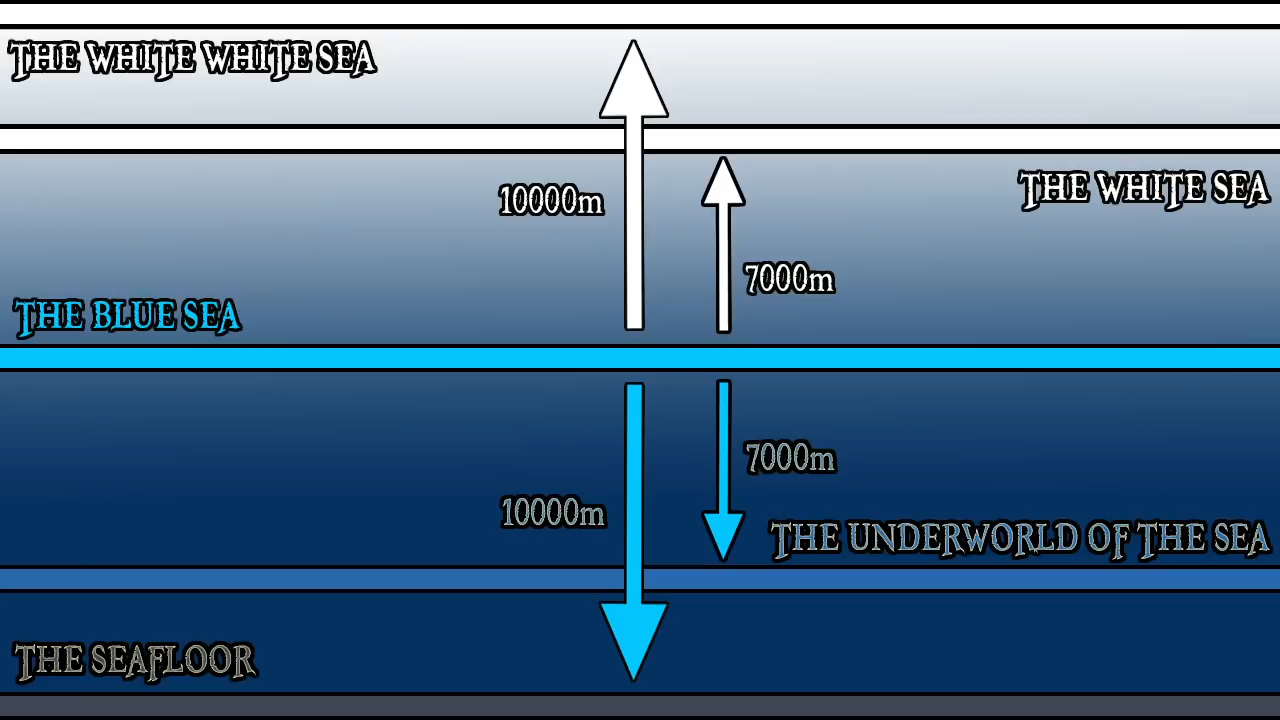 THE WHITE WHITE SEA
THE WHITE SEA
10000m
7000m
THE BLUE SEA
7000m
10000m
THE UNDERWORLD OF THE SEA
THE SEAFLOOR